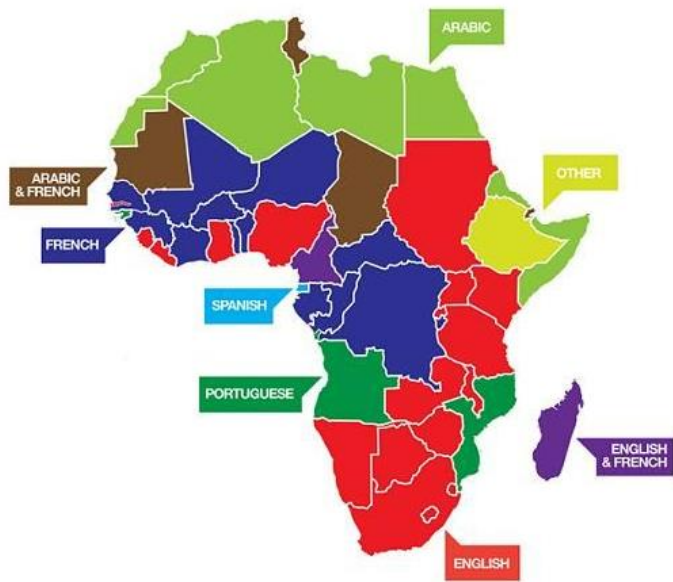 ARABIC
ARABIC
& FRENCH
OTHER
FRENCH
SPANISH
PORTUGUESE
ENGLISH
& FRENCH
ENGLISH